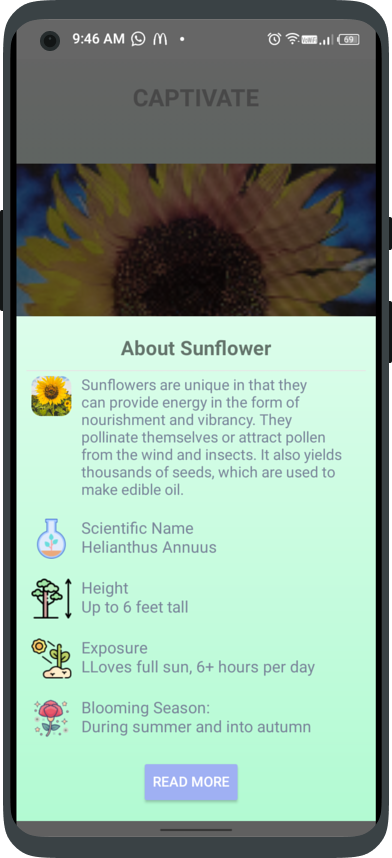 9:46 AM
69
CAPTIVATE
About Sunflower
Sunflowers are unique in that they
can provide energy in the form of
nourishment and vibrancy. They
pollinate themselves or attract pollen
from the wind and insects. It also yields
thousands of seeds, which are used to
make edible oil.
Scientific Name
Helianthus Annuus
Height
Up to 6 feet tall
Exposure
LLoves full sun, 6+ hours per day
Blooming Season:
During summer and into autumn
READ MORE